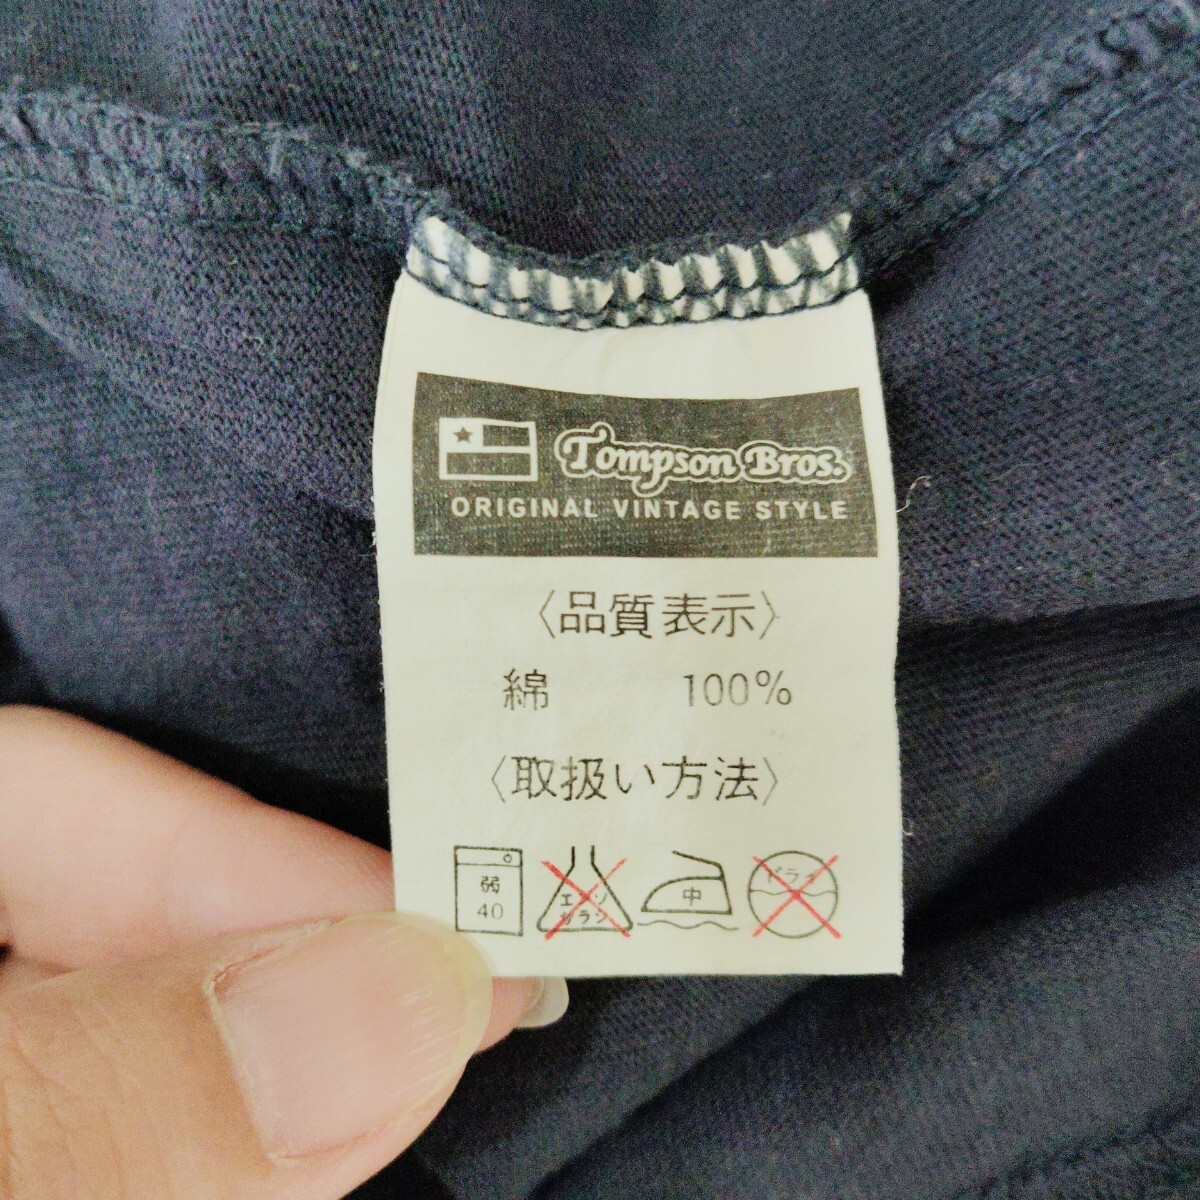 Tompson Bros.
ORIGINAL VINTAGE STYLE
〈品質表示〉
綿 100%
〈取扱い方法〉
弱
40
エンソ
サラシ
中
ドライ